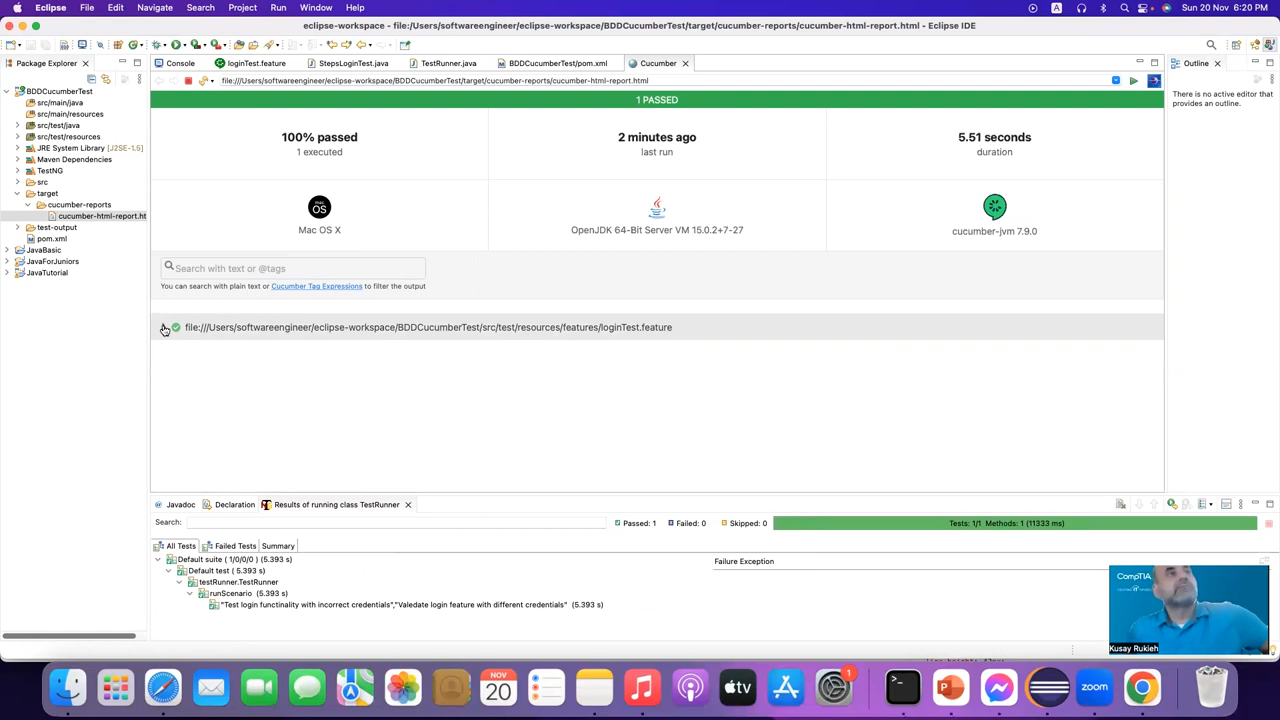 Eclipse File Edit Navigate Search Project Run Window Help A Sun 20 Nov 6:20 PM
eclipse-workspace - file:/Users/softwareengineer/eclipse-workspace/BDDCucumberTest/target/cucumber-reports/cucumber-html-report.html - Eclipse IDE
Package Explorer Console loginTest.feature StepsLoginTest.java TestRunner.java BDDCucumberTest/pom.xml Cucumber Outline
file:///Users/softwareengineer/eclipse-workspace/BDDCucumberTest/target/cucumber-reports/cucumber-html-report.html
There is no active editor that
provides an outline.
BDDCucumberTest
src/main/java
src/main/resources
src/test/java
src/test/resources
JRE System Library [J2SE-1.5]
Maven Dependencies
TestNG
src
target
cucumber-reports
cucumber-html-report.ht
test-output
pom.xml
JavaBasic
JavaForJuniors
JavaTutorial
1 PASSED
100% passed 2 minutes ago 5.51 seconds
1 executed last run duration
mac
OS
Mac OS X OpenJDK 64-Bit Server VM 15.0.2+7-27 cucumber-jvm 7.9.0
Search with text or @tags
You can search with plain text or Cucumber Tag Expressions to filter the output
file:///Users/softwareengineer/eclipse-workspace/BDDCucumberTest/src/test/resources/features/loginTest.feature
@ Javadoc Declaration Results of running class TestRunner
Search: Passed: 1 Failed: 0 Skipped: 0 Tests: 1/1 Methods: 1 (11333 ms)
All Tests Failed Tests Summary
Default suite ( 1/0/0/0 ) (5.393 s) Failure Exception
Default test ( 5.393 s)
testRunner.TestRunner
runScenario ( 5.393 s)
"Test login functinality with incorrect credentials","Valedate login feature with different credentials" (5.393 s)
CompTIA
Kusay Rukieh
NOV
20
tv
1
zoom